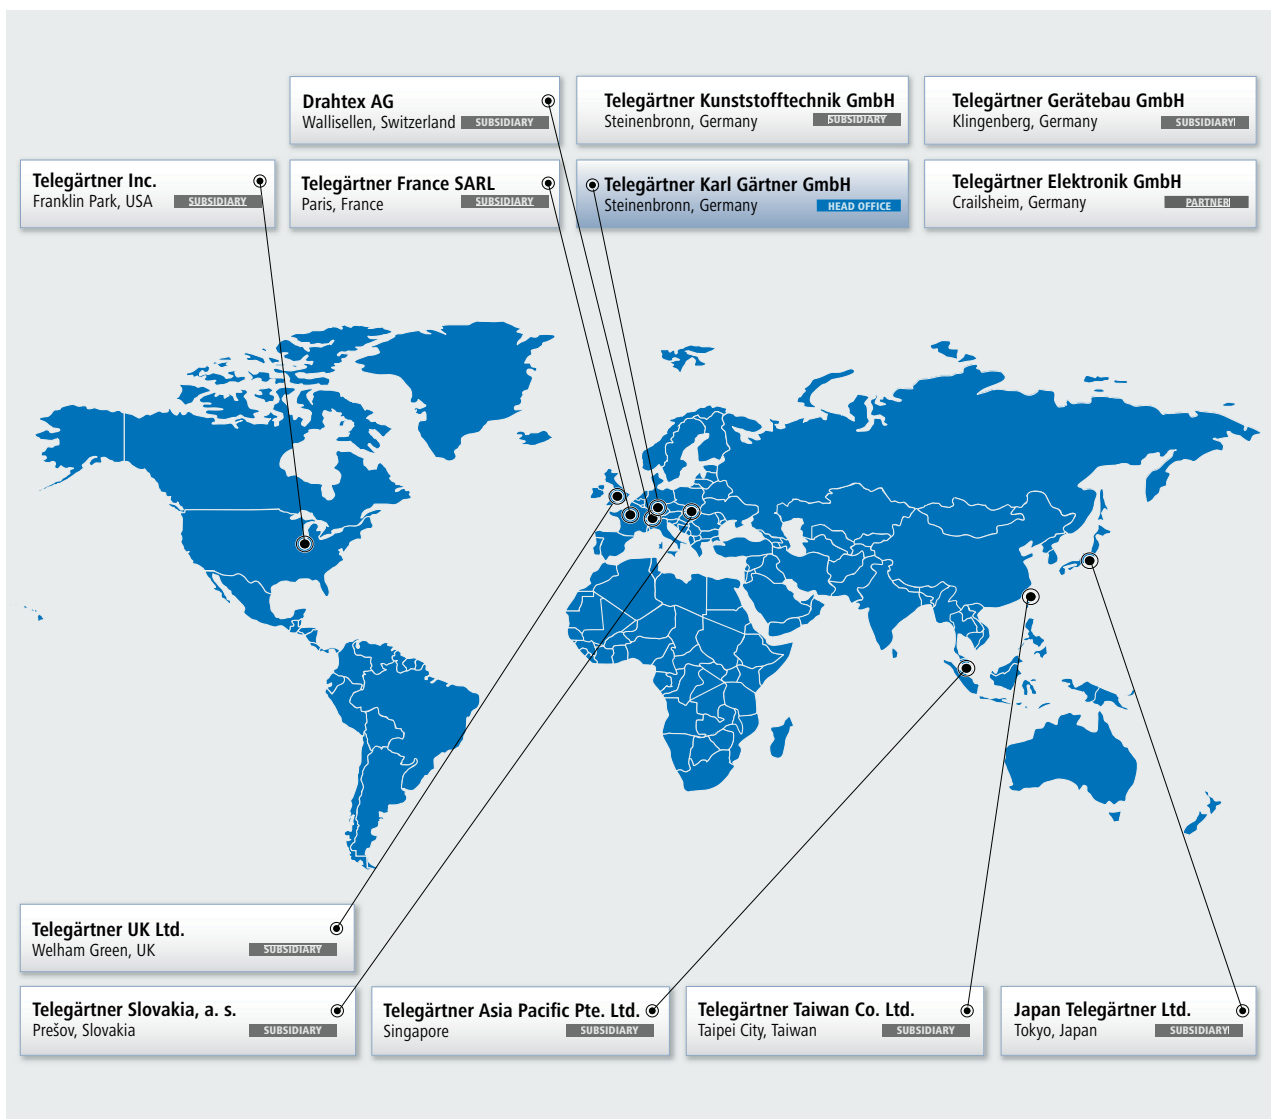 Drahtex AG
Wallisellen, Switzerland SUBSIDIARY
Telegärtner Kunststofftechnik GmbH
Steinenbronn, Germany SUBSIDIARY
Telegärtner Gerätebau GmbH
Klingenberg, Germany SUBSIDIARY
Telegärtner Inc.
Franklin Park, USA SUBSIDIARY
Telegärtner France SARL
Paris, France SUBSIDIARY
Telegärtner Karl Gärtner GmbH
Steinenbronn, Germany HEAD OFFICE
Telegärtner Elektronik GmbH
Crailsheim, Germany PARTNER
Telegärtner UK Ltd.
Welham Green, UK SUBSIDIARY
Telegärtner Slovakia, a. s.
Prešov, Slovakia SUBSIDIARY
Telegärtner Asia Pacific Pte. Ltd.
Singapore SUBSIDIARY
Telegärtner Taiwan Co. Ltd.
Taipei City, Taiwan SUBSIDIARY
Japan Telegärtner Ltd.
Tokyo, Japan SUBSIDIARY